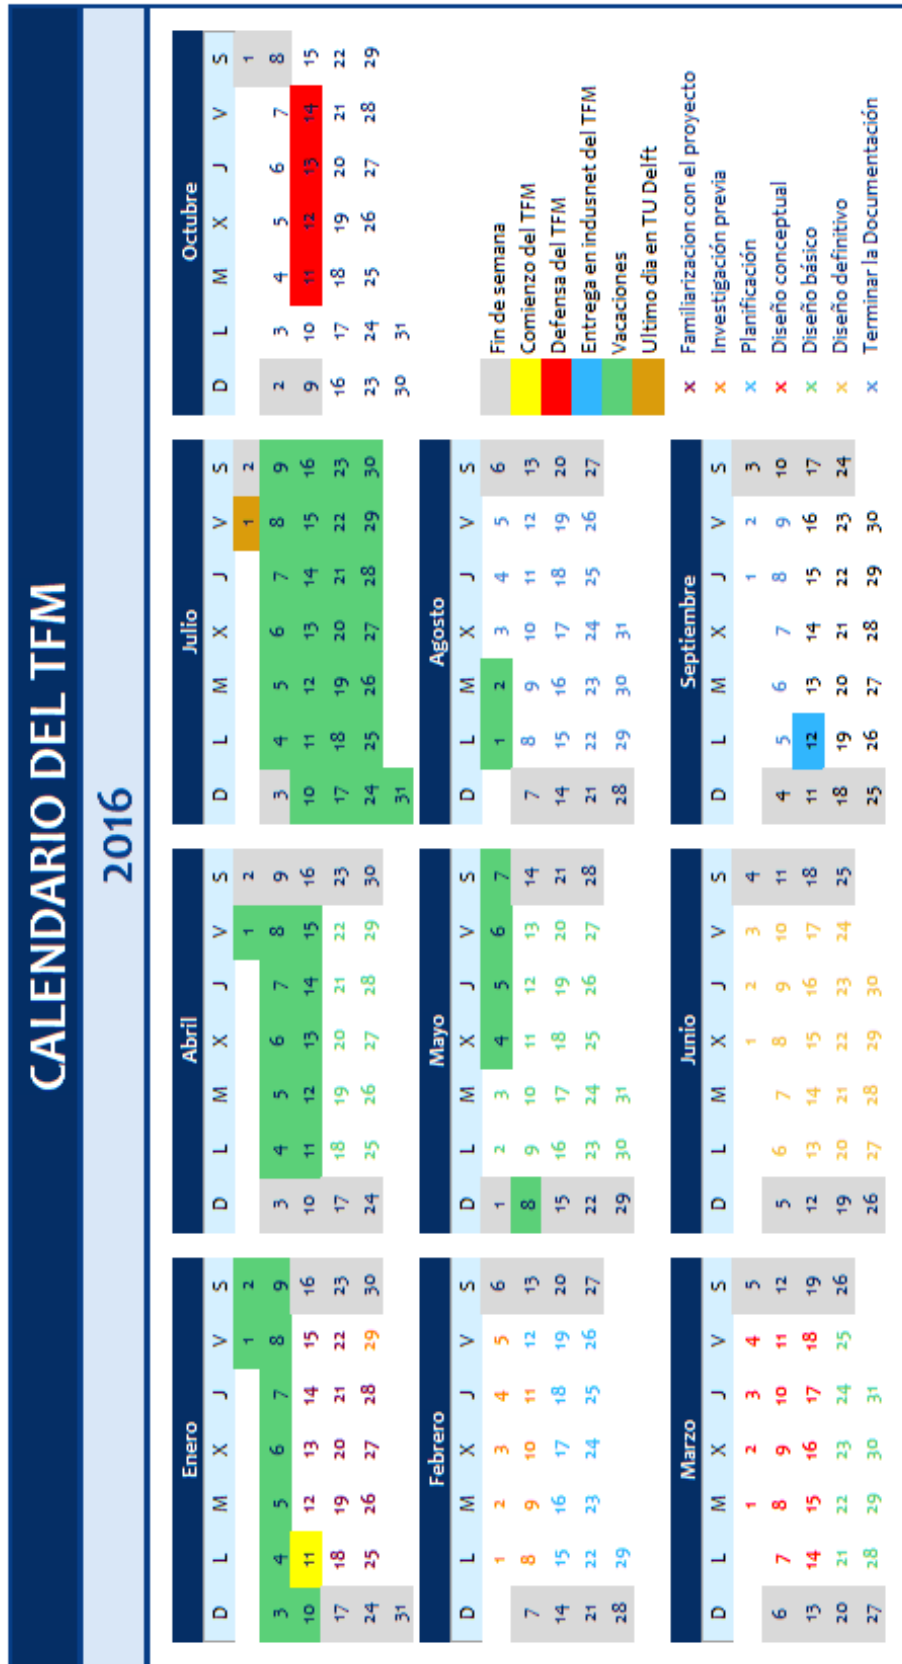 CALENDARIO DEL TFM
2016
Enero
D L M X J V S
1 2
3 4 5 6 7 8 9
10 11 12 13 14 15 16
17 18 19 20 21 22 23
24 25 26 27 28 29 30
31
Febrero
D L M X J V S
1 2 3 4 5 6
7 8 9 10 11 12 13
14 15 16 17 18 19 20
21 22 23 24 25 26 27
28 29
Marzo
D L M X J V S
1 2 3 4 5
6 7 8 9 10 11 12
13 14 15 16 17 18 19
20 21 22 23 24 25 26
27 28 29 30 31
Abril
D L M X J V S
1 2
3 4 5 6 7 8 9
10 11 12 13 14 15 16
17 18 19 20 21 22 23
24 25 26 27 28 29 30
Mayo
D L M X J V S
1 2 3 4 5 6 7
8 9 10 11 12 13 14
15 16 17 18 19 20 21
22 23 24 25 26 27 28
29 30 31
Junio
D L M X J V S
1 2 3 4
5 6 7 8 9 10 11
12 13 14 15 16 17 18
19 20 21 22 23 24 25
26 27 28 29 30
Julio
D L M X J V S
1 2
3 4 5 6 7 8 9
10 11 12 13 14 15 16
17 18 19 20 21 22 23
24 25 26 27 28 29 30
31
Agosto
D L M X J V S
1 2 3 4 5 6
7 8 9 10 11 12 13
14 15 16 17 18 19 20
21 22 23 24 25 26 27
28 29 30 31
Septiembre
D L M X J V S
1 2 3
4 5 6 7 8 9 10
11 12 13 14 15 16 17
18 19 20 21 22 23 24
25 26 27 28 29 30
Octubre
D L M X J V S
1
2 3 4 5 6 7 8
9 10 11 12 13 14 15
16 17 18 19 20 21 22
23 24 25 26 27 28 29
30 31
Fin de semana
Comienzo del TFM
Defensa del TFM
Entrega en indusnet del TFM
Vacaciones
Ultimo dia en TU Delft
x Familiarizacion con el proyecto
x Investigación previa
x Planificación
x Diseño conceptual
x Diseño básico
x Diseño definitivo
x Terminar la Documentación